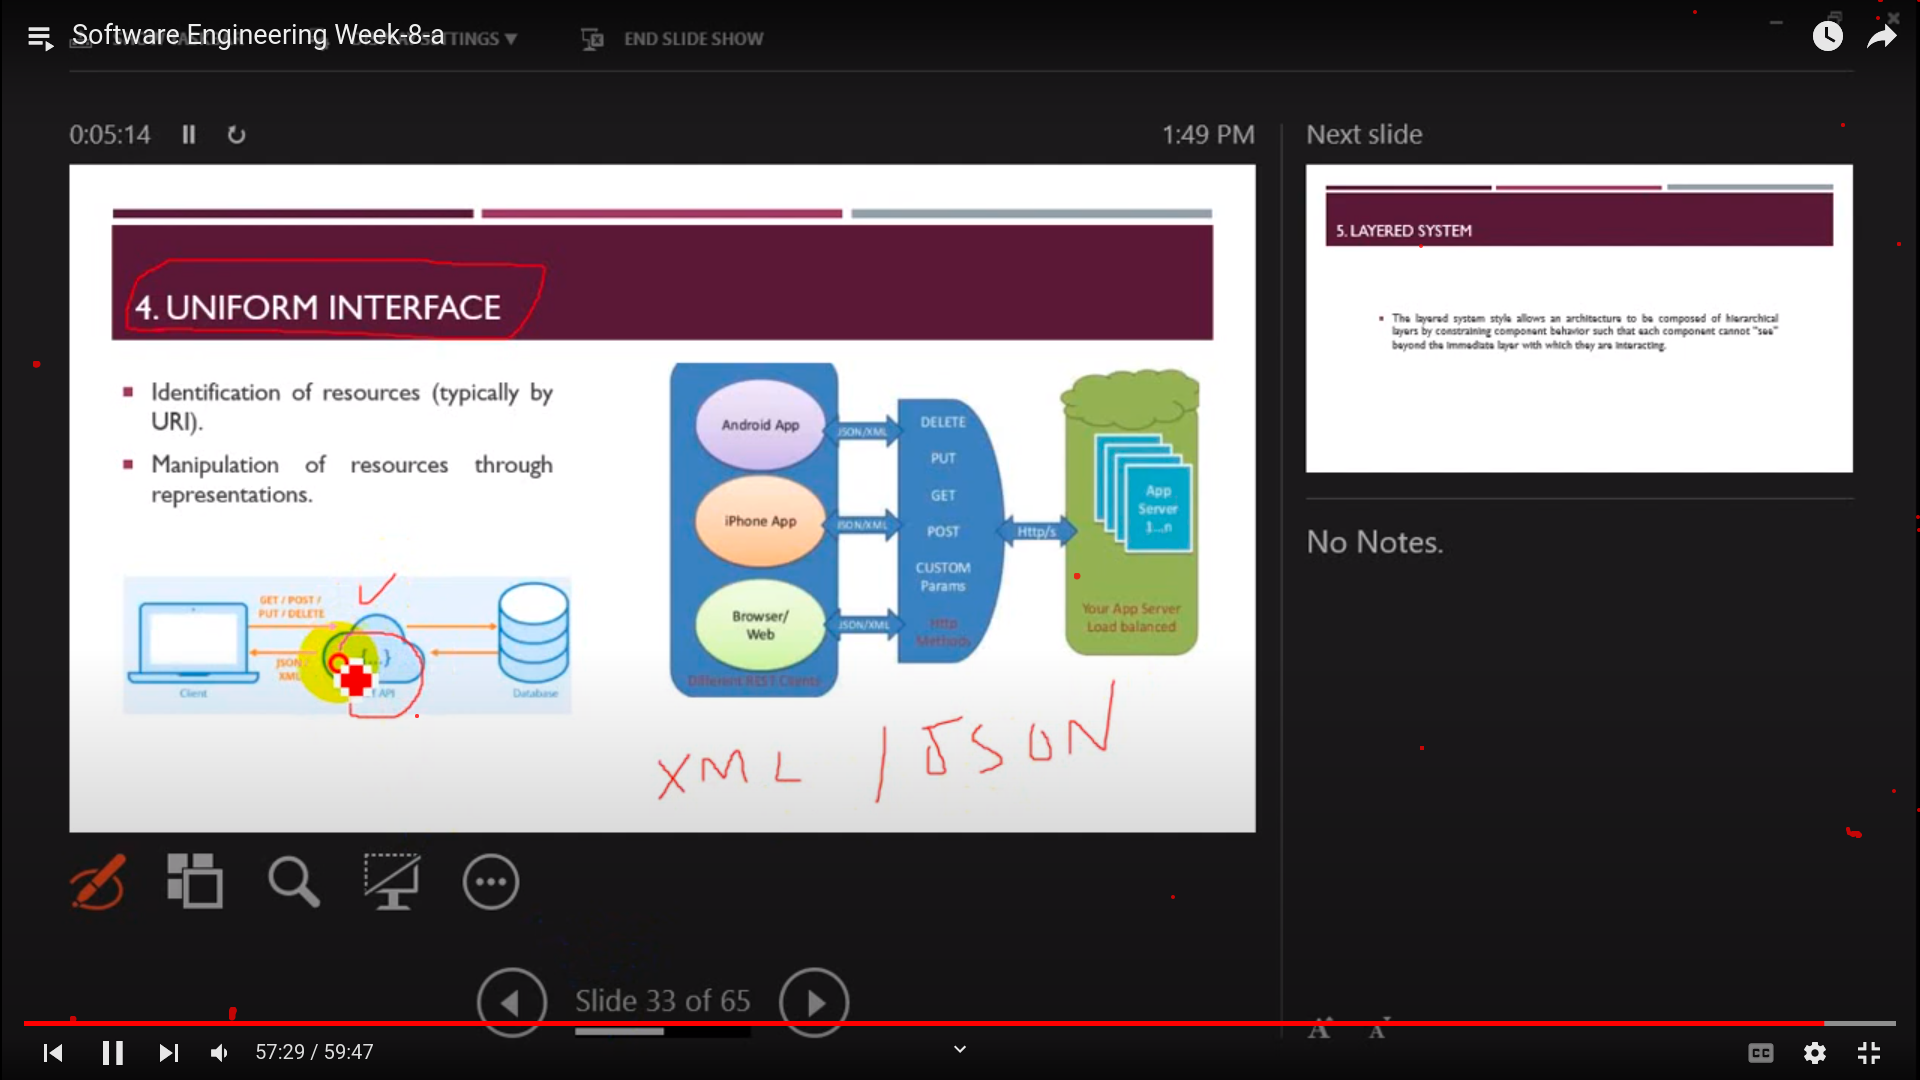 Software Engineering Week-8-a
SETTINGS ▼
END SLIDE SHOW
0:05:14
1:49 PM
Next slide
4. UNIFORM INTERFACE
Identification of resources (typically by
URI).
Manipulation of resources through
representations.
GET / POST /
PUT / DELETE
JSON /
XML
{...}
Client
API
Database
Android App
iPhone App
Browser/
Web
Different REST Clients
JSON/XML
JSON/XML
JSON/XML
DELETE
PUT
GET
POST
CUSTOM
Params
Http
Methods
Http/s
App
Server
1...n
Your App Server
Load balanced
XML / JSON
5. LAYERED SYSTEM
The layered system style allows an architecture to be composed of hierarchical
layers by constraining component behavior such that each component cannot "see"
beyond the immediate layer with which they are interacting.
No Notes.
Slide 33 of 65
A A
57:29 / 59:47
CC